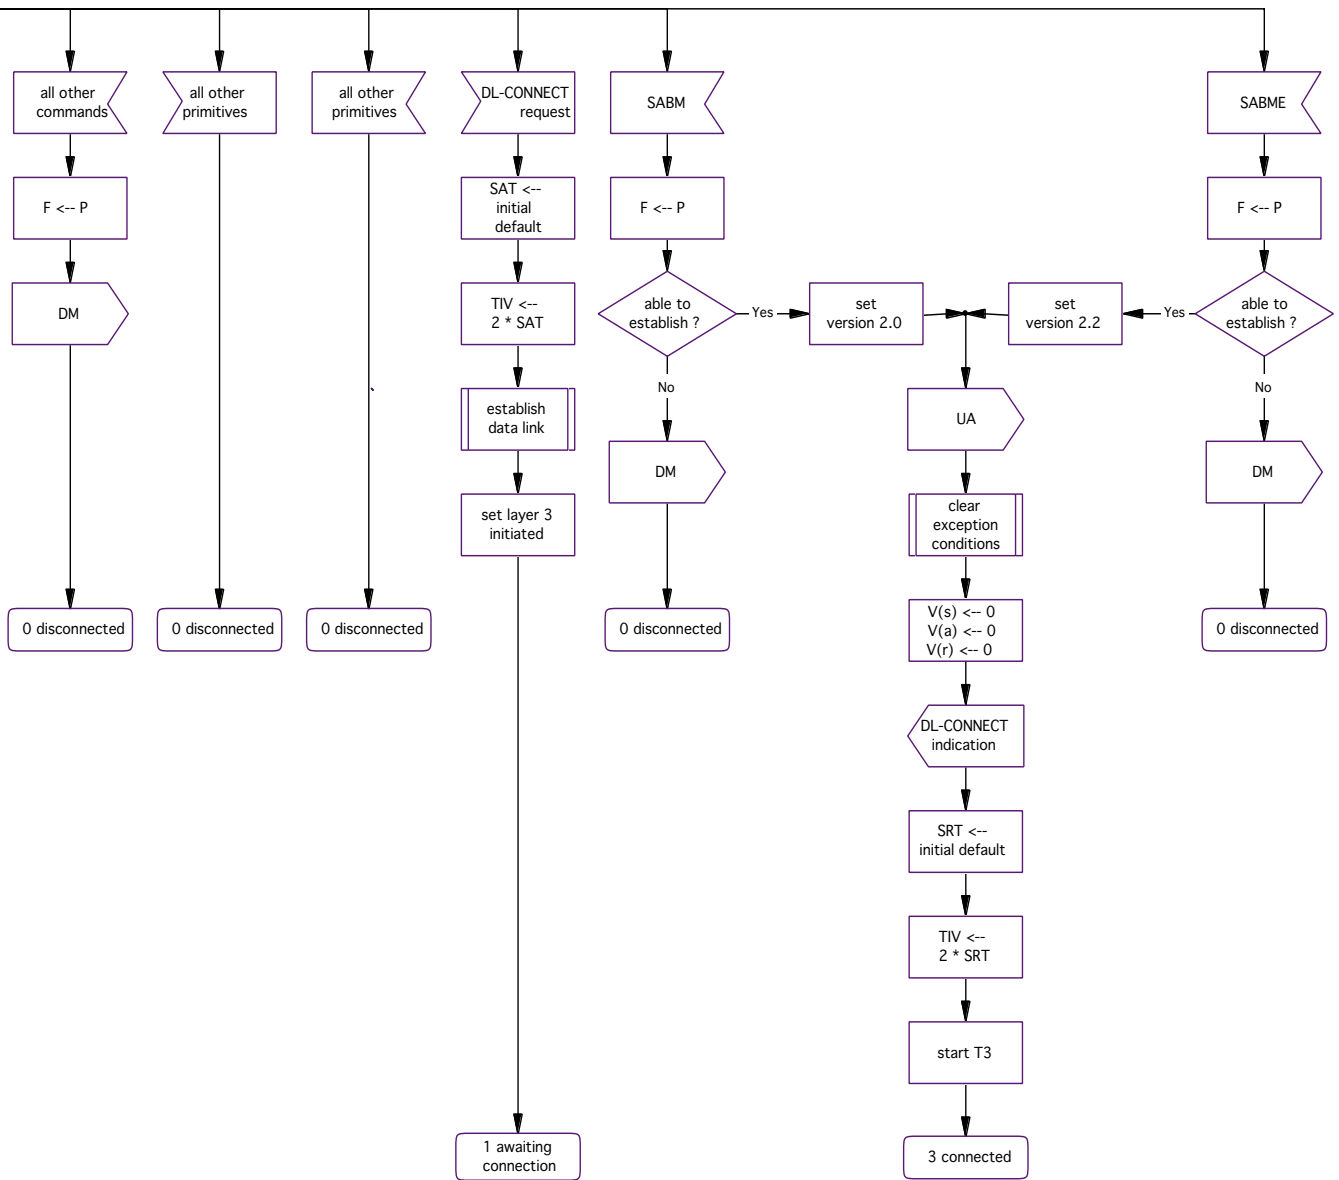 all other
commands
all other
primitives
all other
primitives
DL-CONNECT
request
SABM
SABME
F <-- P
SAT <--
initial
default
F <-- P
F <-- P
DM
TIV <--
2 * SAT
able to
establish ?
Yes
set
version 2.0
set
version 2.2
Yes
able to
establish ?
No
No
establish
data link
UA
DM
DM
set layer 3
initiated
clear
exception
conditions
0 disconnected
0 disconnected
0 disconnected
0 disconnected
V(s) <-- 0
V(a) <-- 0
V(r) <-- 0
0 disconnected
DL-CONNECT
indication
SRT <--
initial default
TIV <--
2 * SRT
start T3
1 awaiting
connection
3 connected